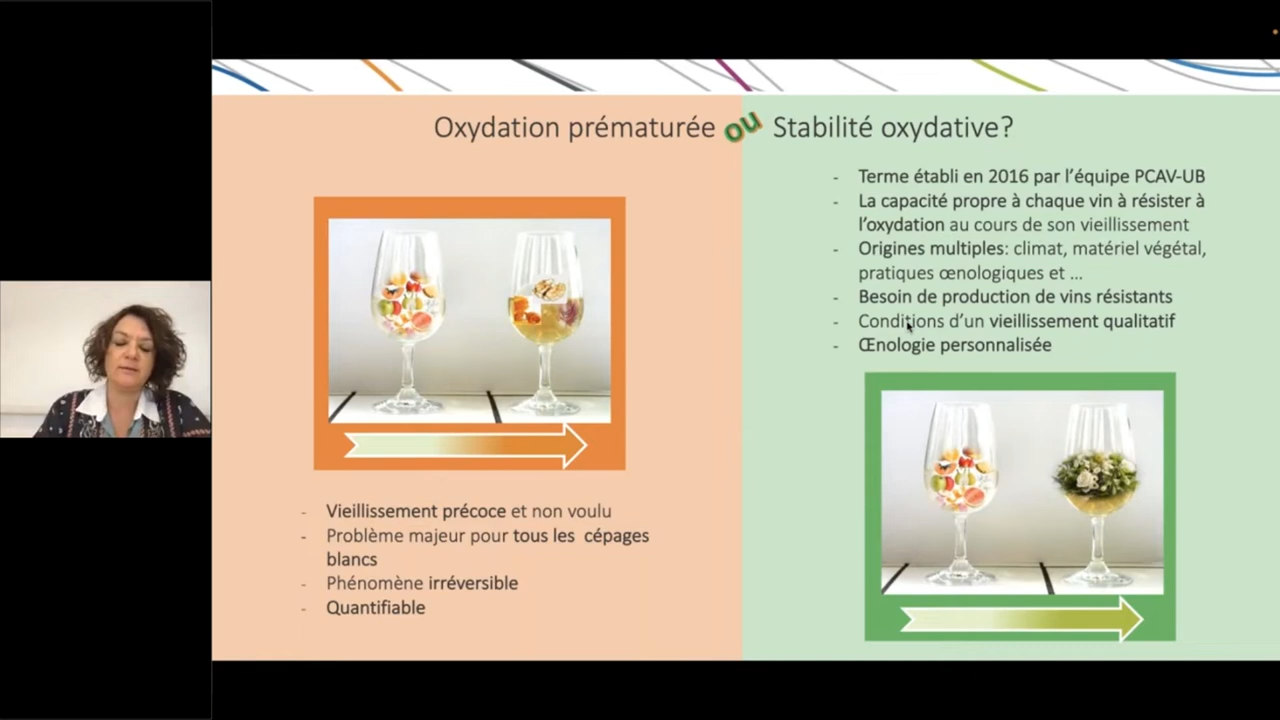 Oxydation prématurée ou Stabilité oxydative?
- Terme établi en 2016 par l'équipe PCAV-UB
- La capacité propre à chaque vin à résister à
l'oxydation au cours de son vieillissement
- Origines multiples: climat, matériel végétal,
pratiques œnologiques et ...
- Besoin de production de vins résistants
- Conditions d'un vieillissement qualitatif
- Œnologie personnalisée
- Vieillissement précoce et non voulu
- Problème majeur pour tous les cépages
blancs
- Phénomène irréversible
- Quantifiable